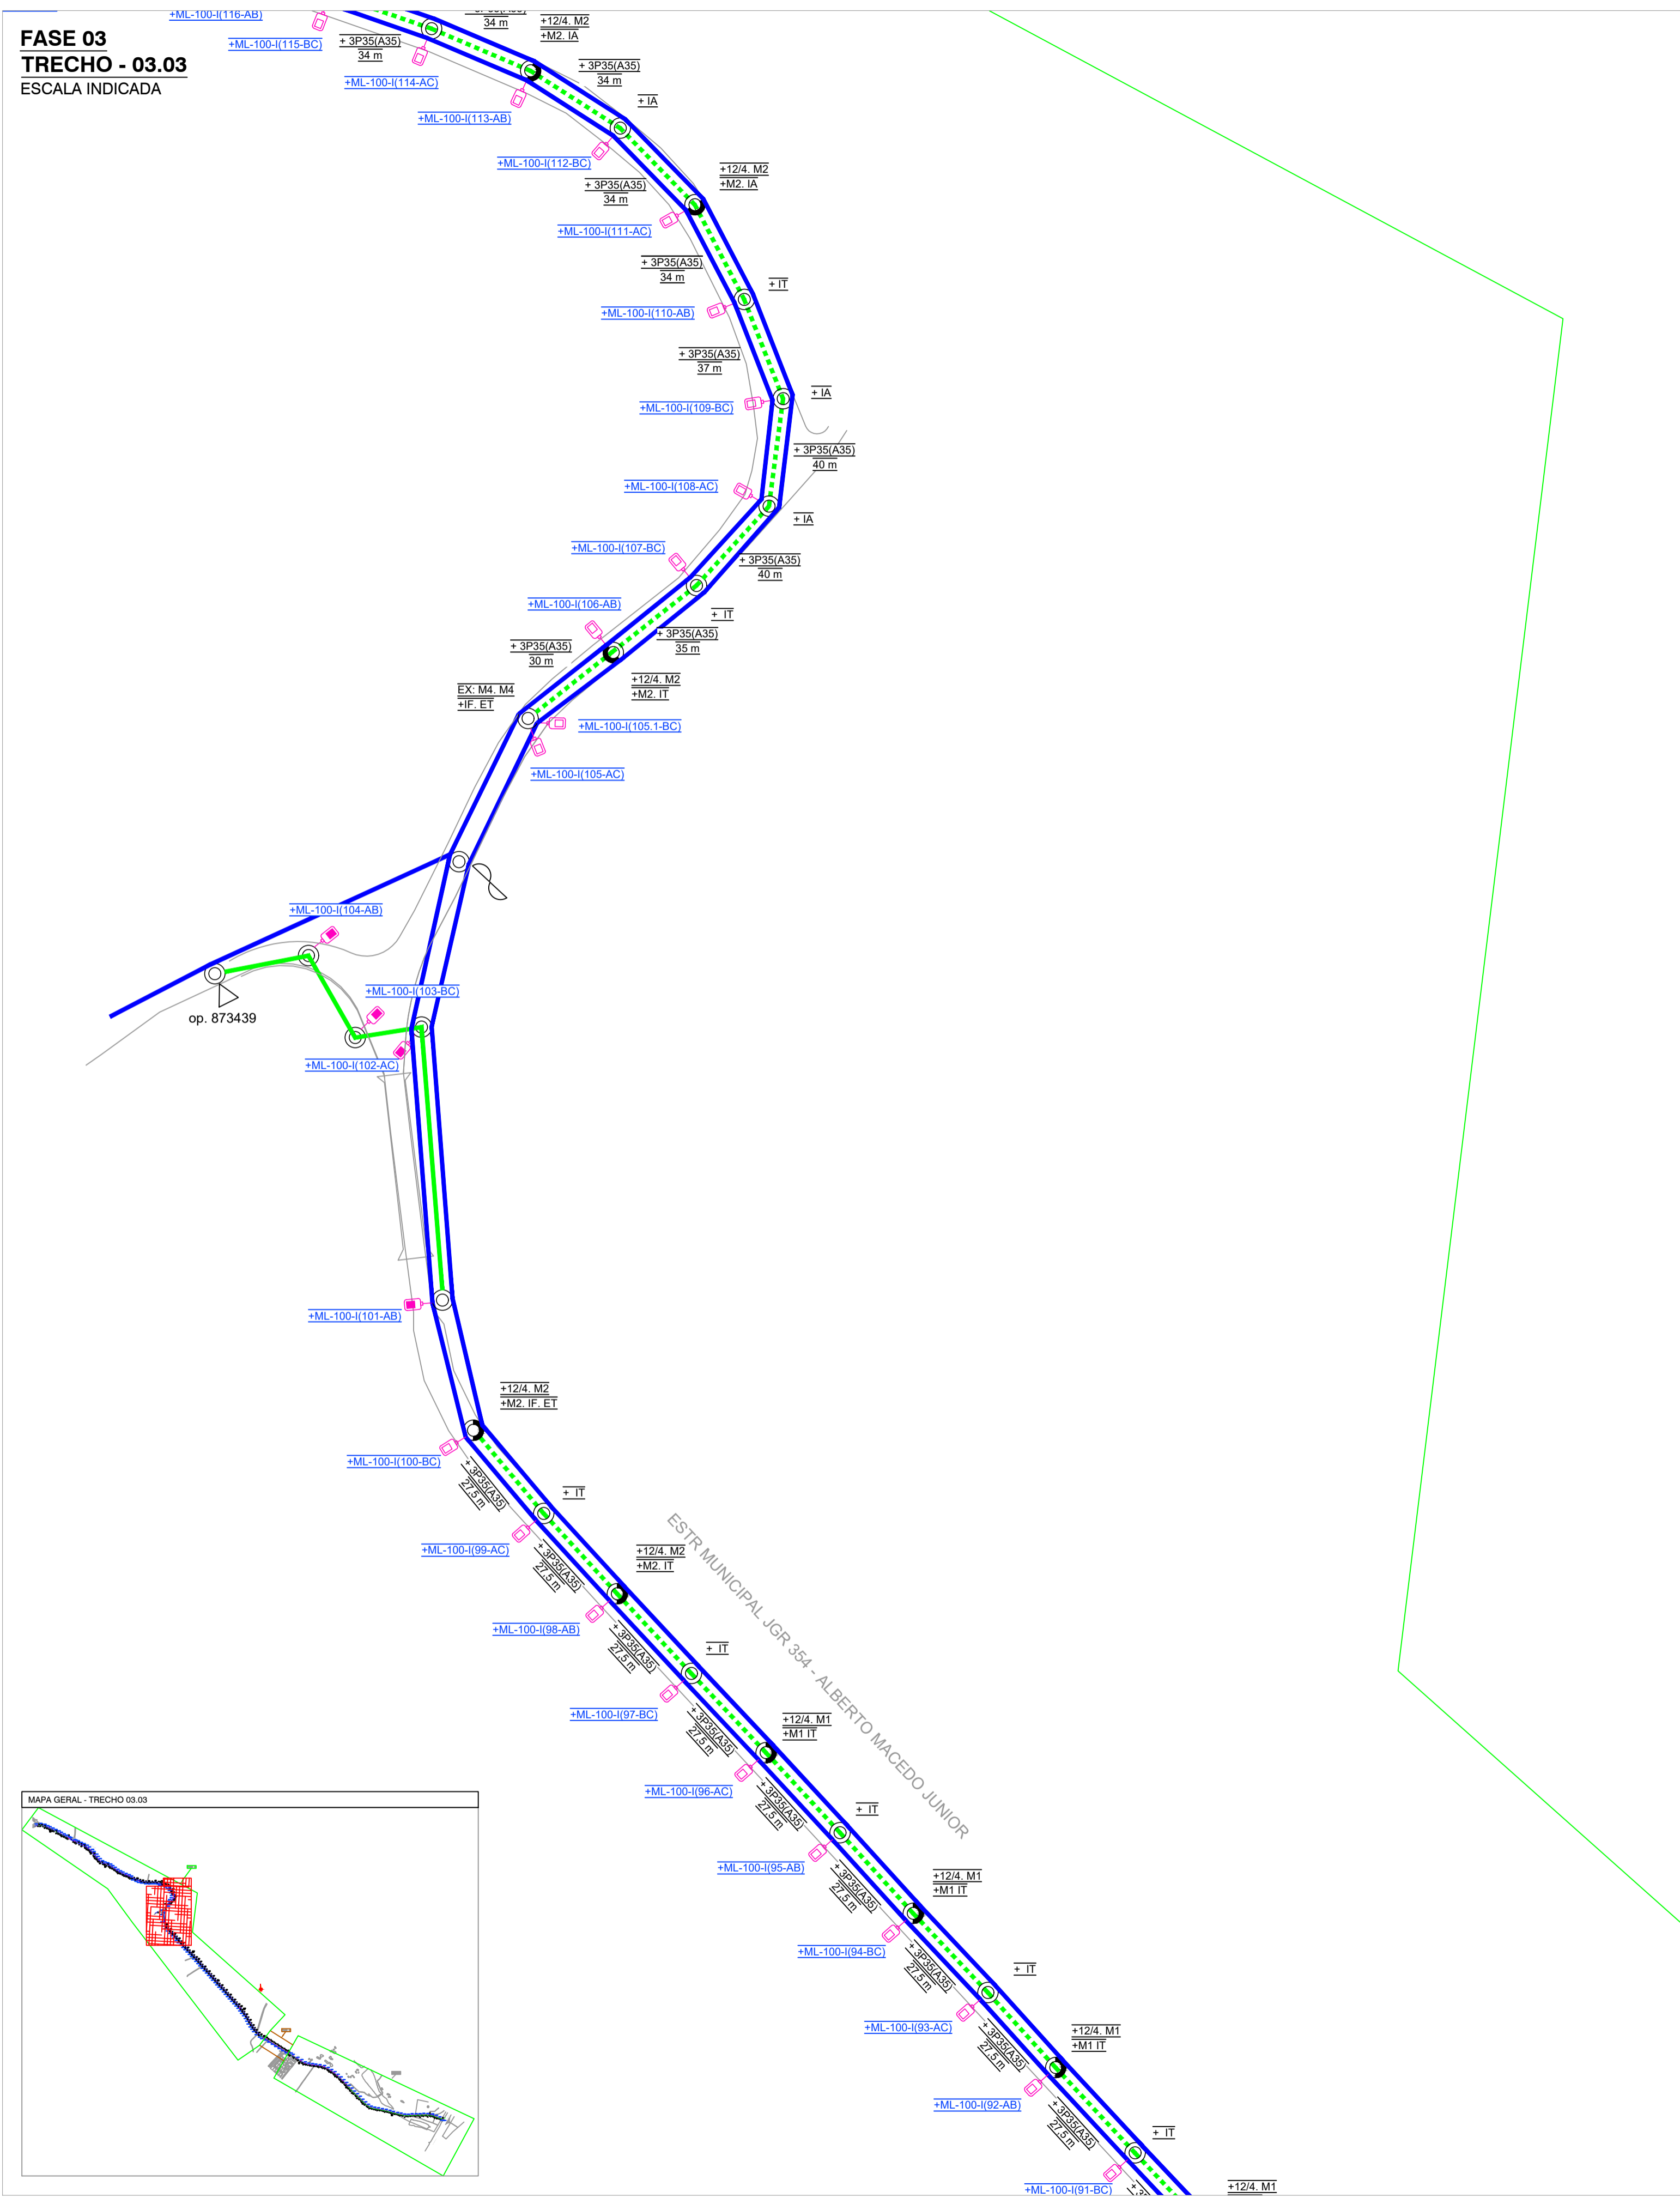 FASE 03
TRECHO - 03.03
ESCALA INDICADA
+ML-100-I(116-AB)
+ML-100-I(115-BC)
+ 3P35(A35)
34 m
+ML-100-I(114-AC)
34 m
+12/4. M2
+M2. IA
+ 3P35(A35)
34 m
+ML-100-I(113-AB)
+ IA
+ML-100-I(112-BC)
+ 3P35(A35)
34 m
+12/4. M2
+M2. IA
+ML-100-I(111-AC)
+ 3P35(A35)
34 m
+ IT
+ML-100-I(110-AB)
+ 3P35(A35)
37 m
+ IA
+ML-100-I(109-BC)
+ 3P35(A35)
40 m
+ML-100-I(108-AC)
+ IA
+ML-100-I(107-BC)
+ 3P35(A35)
40 m
+ML-100-I(106-AB)
+ IT
+ 3P35(A35)
35 m
+ 3P35(A35)
30 m
+12/4. M2
+M2. IT
EX: M4. M4
+IF. ET
+ML-100-I(105.1-BC)
+ML-100-I(105-AC)
+ML-100-I(104-AB)
+ML-100-I(103-BC)
op. 873439
+ML-100-I(102-AC)
+ML-100-I(101-AB)
+12/4. M2
+M2. IF. ET
+ML-100-I(100-BC)
+ 3P35(A35)
27,5 m
+ IT
+ML-100-I(99-AC)
+ 3P35(A35)
27,5 m
+12/4. M2
+M2. IT
+ML-100-I(98-AB)
+ 3P35(A35)
27,5 m
+ IT
+ML-100-I(97-BC)
+ 3P35(A35)
27,5 m
ESTR MUNICIPAL JGR 354 - ALBERTO MACEDO JUNIOR
+12/4. M1
+M1 IT
+ML-100-I(96-AC)
+ 3P35(A35)
27,5 m
+ IT
+ML-100-I(95-AB)
+ 3P35(A35)
27,5 m
+12/4. M1
+M1 IT
+ML-100-I(94-BC)
+ 3P35(A35)
27,5 m
+ IT
+ML-100-I(93-AC)
+ 3P35(A35)
27,5 m
+12/4. M1
+M1 IT
+ML-100-I(92-AB)
+ 3P35(A35)
27,5 m
+ IT
+ML-100-I(91-BC)
+12/4. M1
MAPA GERAL - TRECHO 03.03